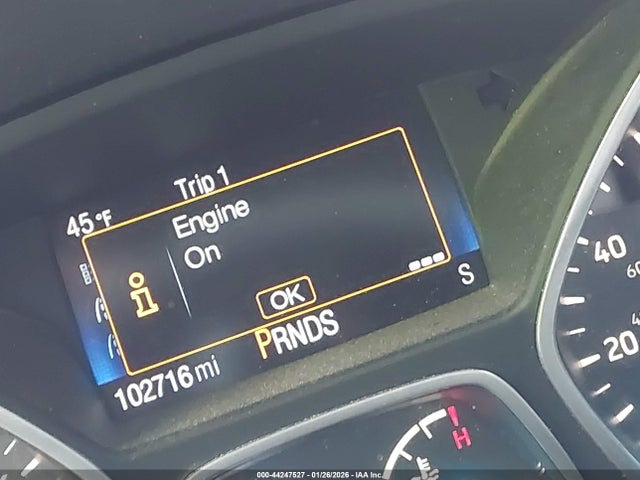 Trip 1
45°F
Engine
On
OK
S
PRNDS
102716 mi
40
20
H
000-44247527 - 01/26/2026 - IAA Inc.